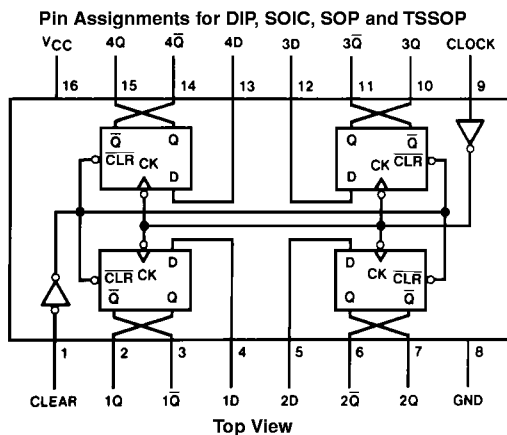 Pin Assignments for DIP, SOIC, SOP and TSSOP
VCC 4Q 4Q̅ 4D 3D 3Q̅ 3Q CLOCK
16 15 14 13 12 11 10 9
Q̅ Q Q Q̅
CLR̅ CK D D CK CLR̅
CLR̅ CK D D CK CLR̅
Q̅ Q Q Q̅
1 2 3 4 5 6 7 8
CLEAR 1Q 1Q̅ 1D 2D 2Q̅ 2Q GND
Top View